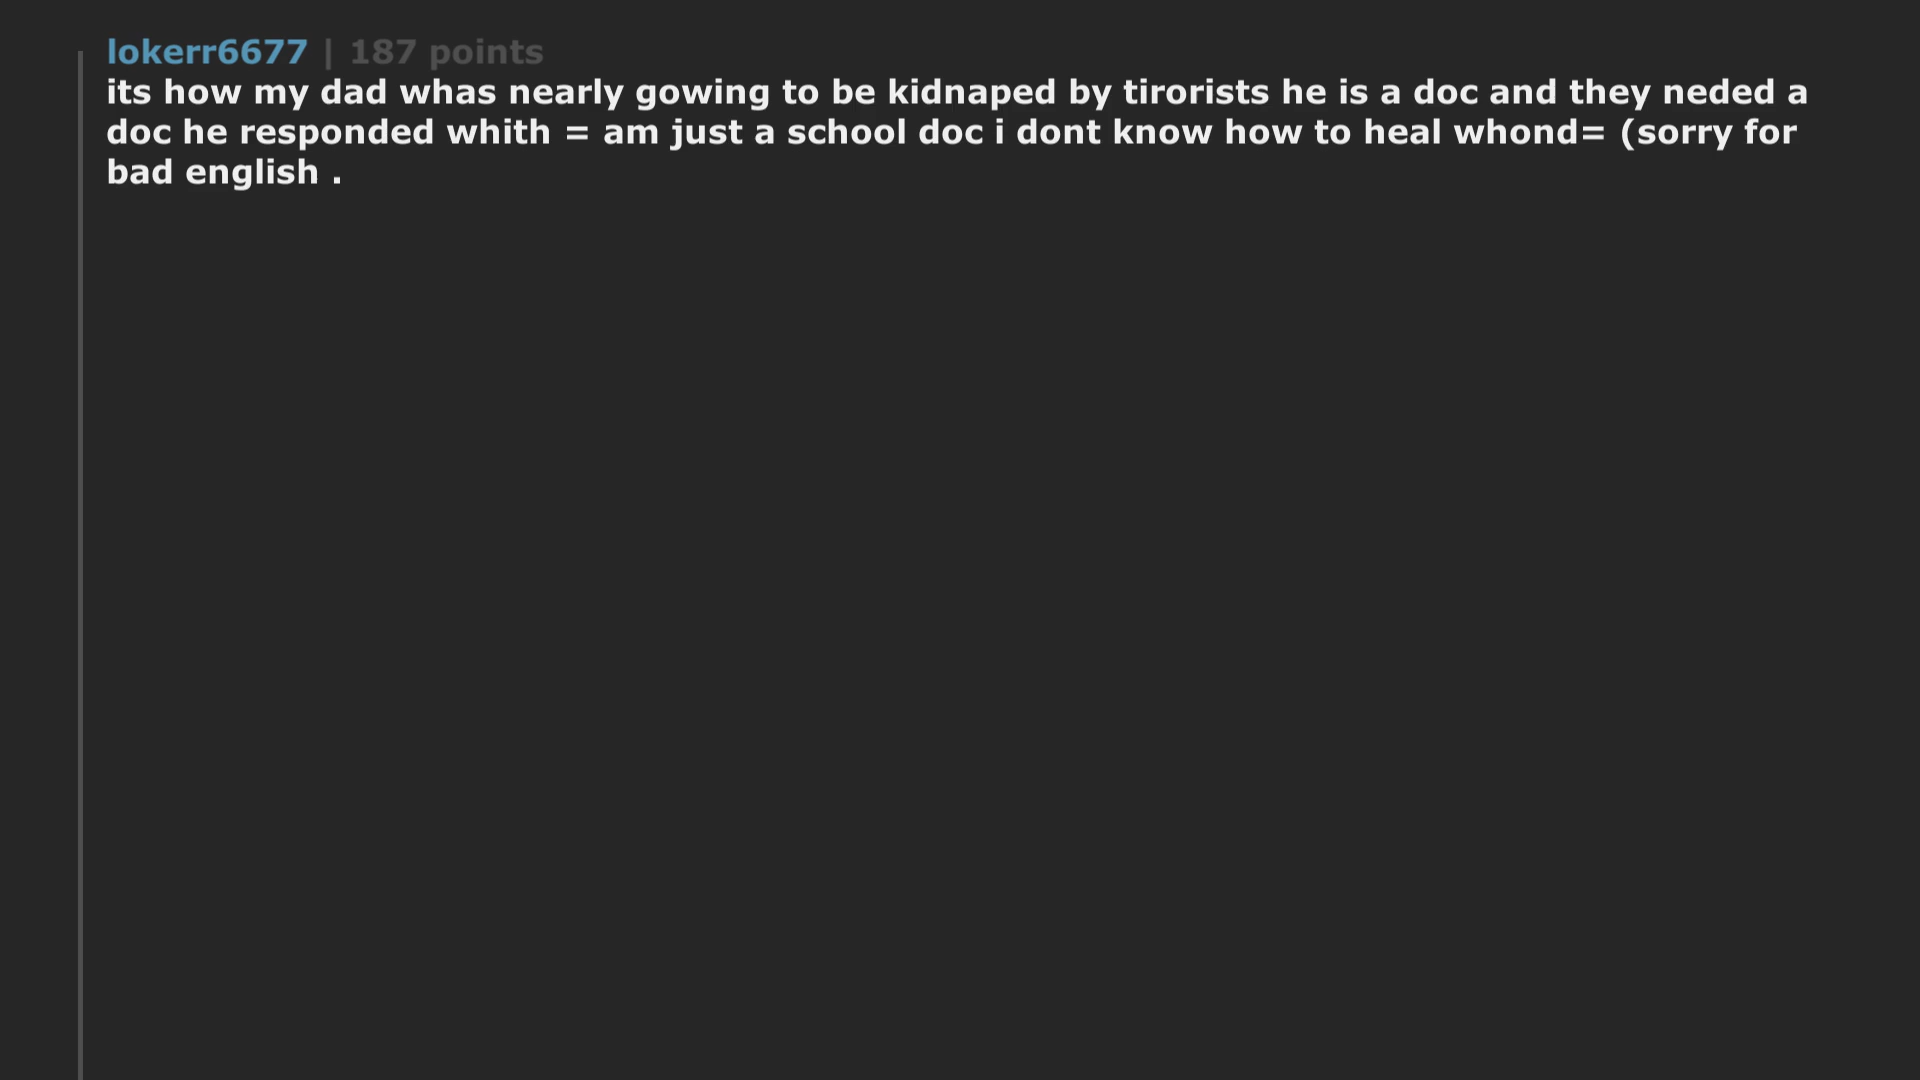 lokerr6677 | 187 points
its how my dad whas nearly gowing to be kidnaped by tirorists he is a doc and they neded a
doc he responded whith = am just a school doc i dont know how to heal whond= (sorry for
bad english .